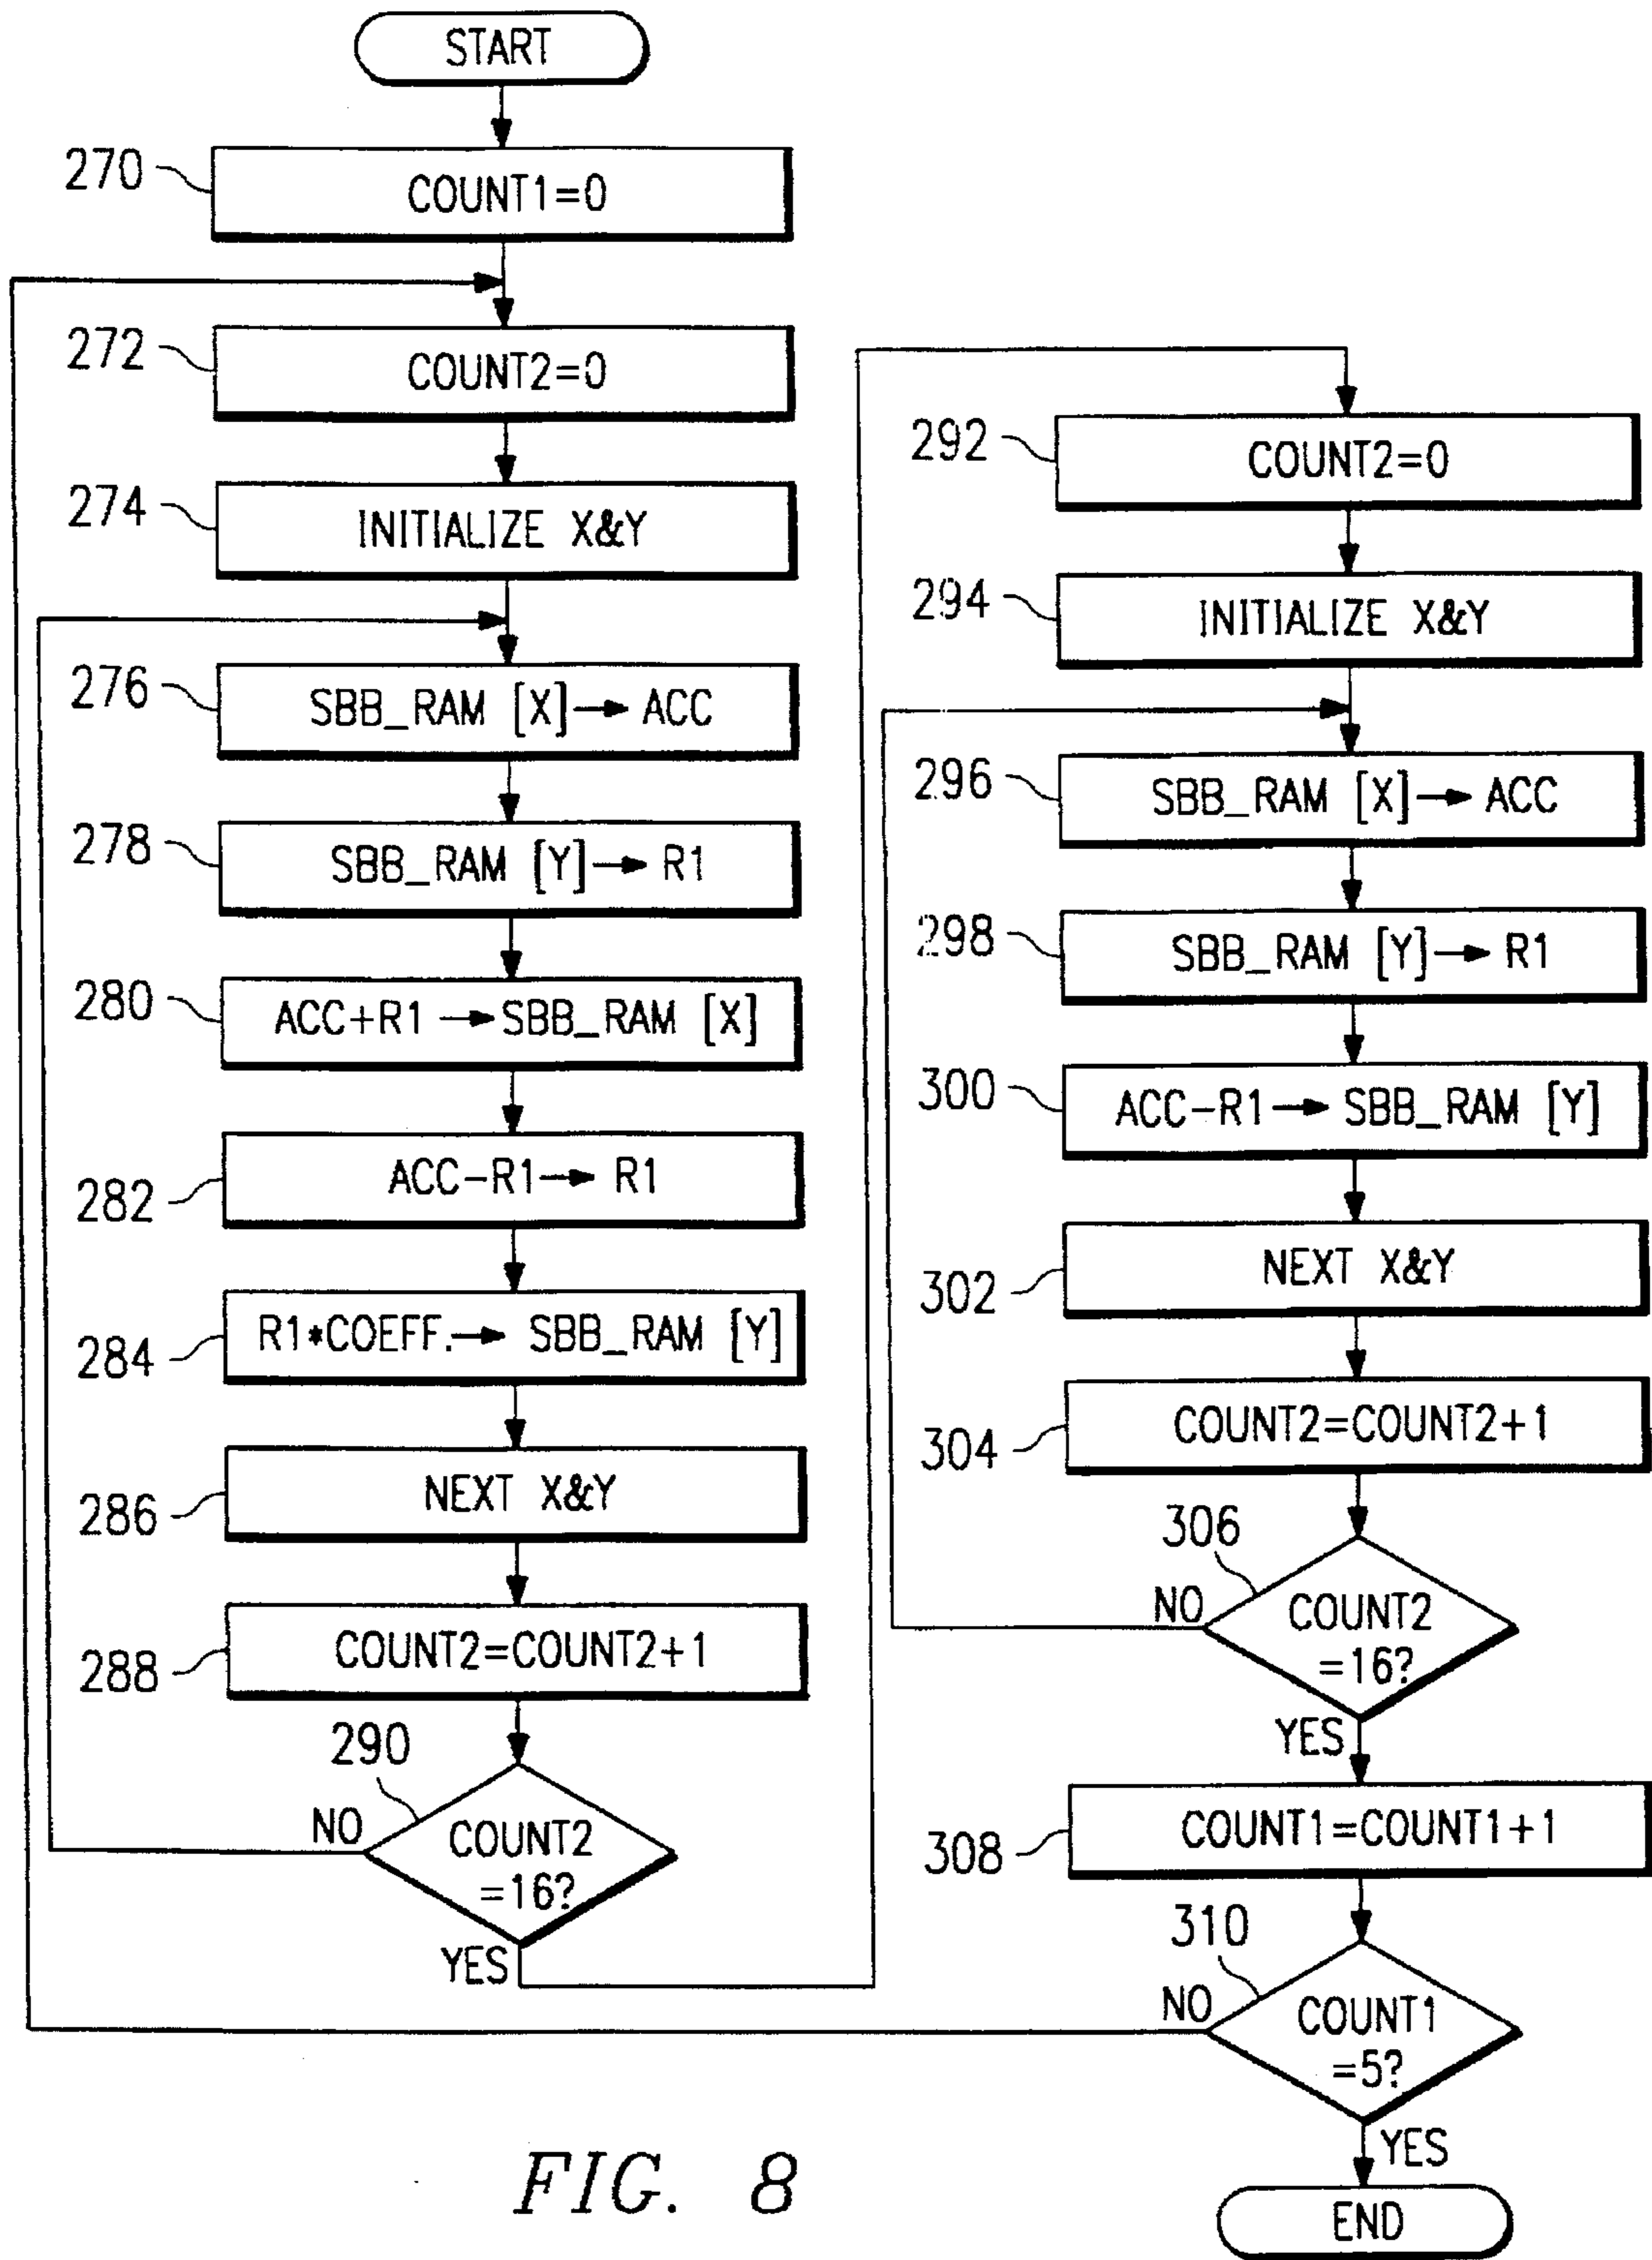 START
270
COUNT1=0
272
COUNT2=0
274
INITIALIZE X&Y
276
SBB_RAM [X]→ ACC
278
SBB_RAM [Y]→ R1
280
ACC+R1 →SBB_RAM [X]
282
ACC-R1→ R1
284
R1*COEFF.→ SBB_RAM [Y]
286
NEXT X&Y
288
COUNT2=COUNT2+1
290
NO
COUNT2
=16?
YES
292
COUNT2=0
294
INITIALIZE X&Y
296
SBB_RAM [X]→ ACC
298
SBB_RAM [Y]→ R1
300
ACC-R1→ SBB_RAM [Y]
302
NEXT X&Y
304
COUNT2=COUNT2+1
306
NO
COUNT2
=16?
YES
308
COUNT1=COUNT1+1
310
NO
COUNT1
=5?
YES
END
FIG. 8